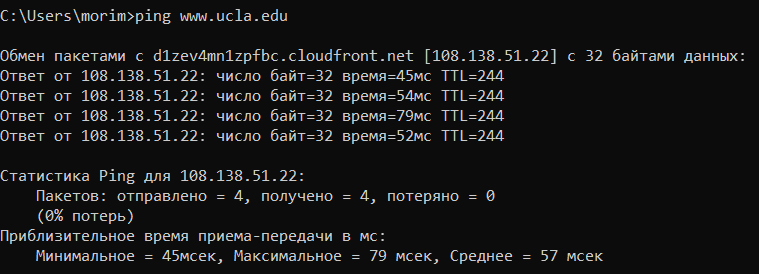 C:\Users\morim>ping www.ucla.edu
Обмен пакетами с d1zev4mn1zpfbc.cloudfront.net [108.138.51.22] с 32 байтами данных:
Ответ от 108.138.51.22: число байт=32 время=45мс TTL=244
Ответ от 108.138.51.22: число байт=32 время=54мс TTL=244
Ответ от 108.138.51.22: число байт=32 время=79мс TTL=244
Ответ от 108.138.51.22: число байт=32 время=52мс TTL=244
Статистика Ping для 108.138.51.22:
    Пакетов: отправлено = 4, получено = 4, потеряно = 0
    (0% потерь)
Приблизительное время приема-передачи в мс:
    Минимальное = 45мсек, Максимальное = 79 мсек, Среднее = 57 мсек